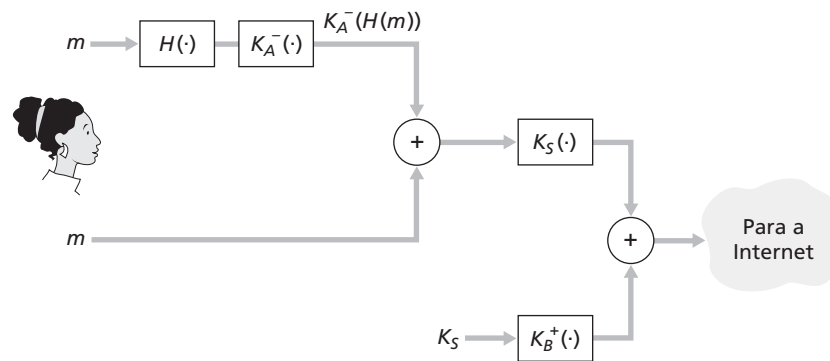 K_A^-(H(m))
m
H(·)
K_A^-(·)
+
K_S(·)
m
+
Para a
Internet
K_S
K_B^+(·)